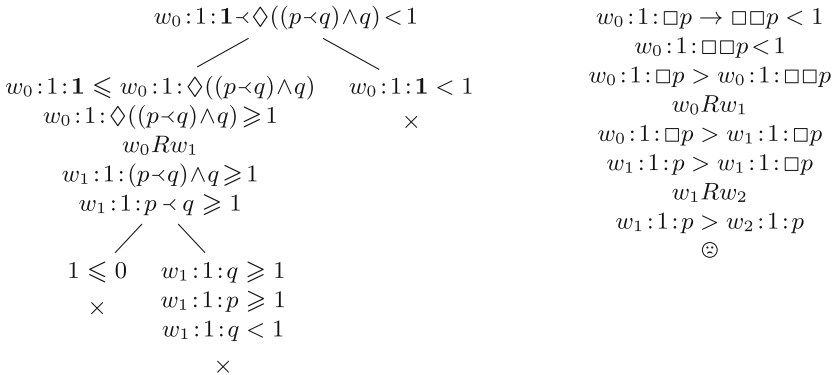 w₀:1:𝟏⤙◊((p⤙q)∧q)<1
w₀:1:𝟏 ⩽ w₀:1:◊((p⤙q)∧q)
w₀:1:◊((p⤙q)∧q)⩾1
w₀Rw₁
w₁:1:(p⤙q)∧q⩾1
w₁:1:p⤙q ⩾ 1
1 ⩽ 0
×
w₁:1:q ⩾ 1
w₁:1:p ⩾ 1
w₁:1:q < 1
×
w₀:1:𝟏 < 1
×
w₀:1:□p → □□p < 1
w₀:1:□□p<1
w₀:1:□p > w₀:1:□□p
w₀Rw₁
w₀:1:□p > w₁:1:□p
w₁:1:p > w₁:1:□p
w₁Rw₂
w₁:1:p > w₂:1:p
☹